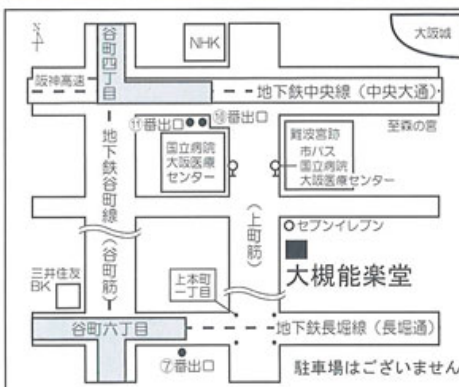 N
NHK
大阪城
谷町四丁目
阪神高速
地下鉄中央線（中央大通）
⑪番出口
⑩番出口
至森の宮
国立病院
大阪医療
センター
難波宮跡
市バス
国立病院
大阪医療センター
地下鉄谷町線
（谷町筋）
（上町筋）
セブンイレブン
大槻能楽堂
三井住友
BK
上本町
一丁目
谷町六丁目
地下鉄長堀線（長堀通）
⑦番出口
駐車場はございません